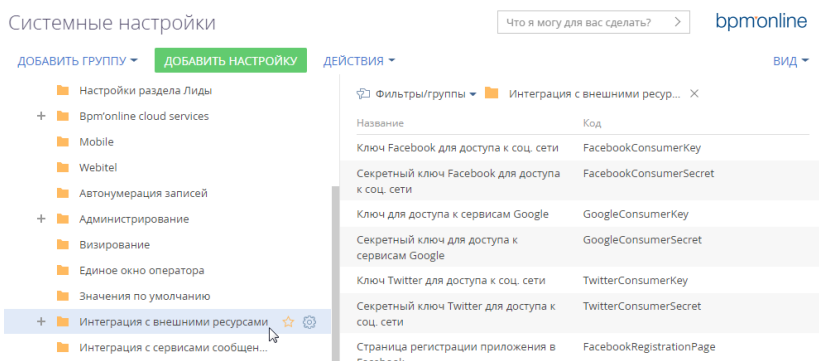 Системные настройки
Что я могу для вас сделать?
bpmonline
ДОБАВИТЬ ГРУППУ
ДОБАВИТЬ НАСТРОЙКУ
ДЕЙСТВИЯ
ВИД
Настройки раздела Лиды
Bpm'online cloud services
Mobile
Webitel
Автонумерация записей
Администрирование
Визирование
Единое окно оператора
Значения по умолчанию
Интеграция с внешними ресурсами
Интеграция с сервисами сообщен...
Фильтры/группы
Интеграция с внешними ресур...
Название Код
Ключ Facebook для доступа к соц. сети FacebookConsumerKey
Секретный ключ Facebook для доступа FacebookConsumerSecret
к соц. сети
Ключ для доступа к сервисам Google GoogleConsumerKey
Секретный ключ для доступа к GoogleConsumerSecret
сервисам Google
Ключ Twitter для доступа к соц. сети TwitterConsumerKey
Секретный ключ Twitter для доступа к TwitterConsumerSecret
соц. сети
Страница регистрации приложения в FacebookRegistrationPage
Facebook